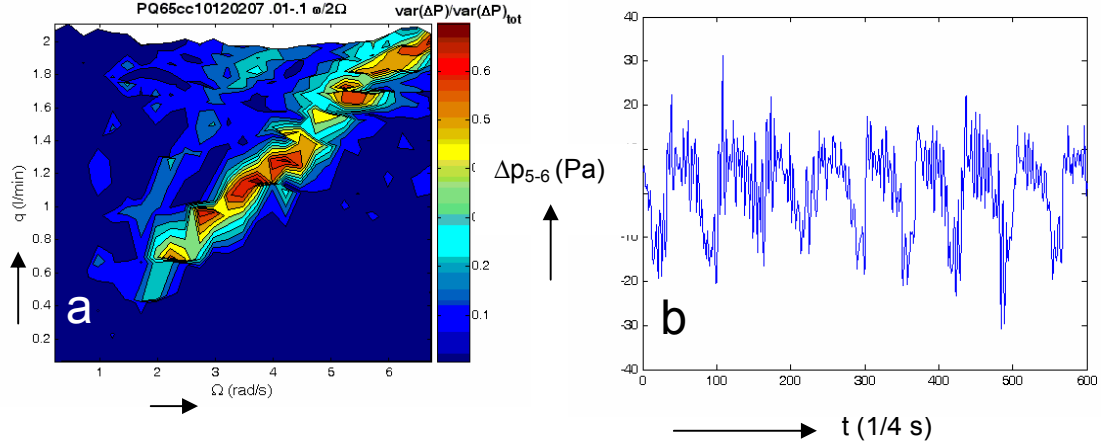 PQ65cc10120207 .01-.1 ϖ/2Ω
var(ΔP)/var(ΔP)tot
2
1.8
1.6
1.4
1.2
1
0.8
0.6
0.4
0.2
q (l/min)
1 2 3 4 5 6
Ω (rad/s)
a
0.6
0.5
0.2
0.1
Δp5-6 (Pa)
40
30
20
-10
-20
-30
-40
0 100 200 300 400 500 600
b
t (1/4 s)